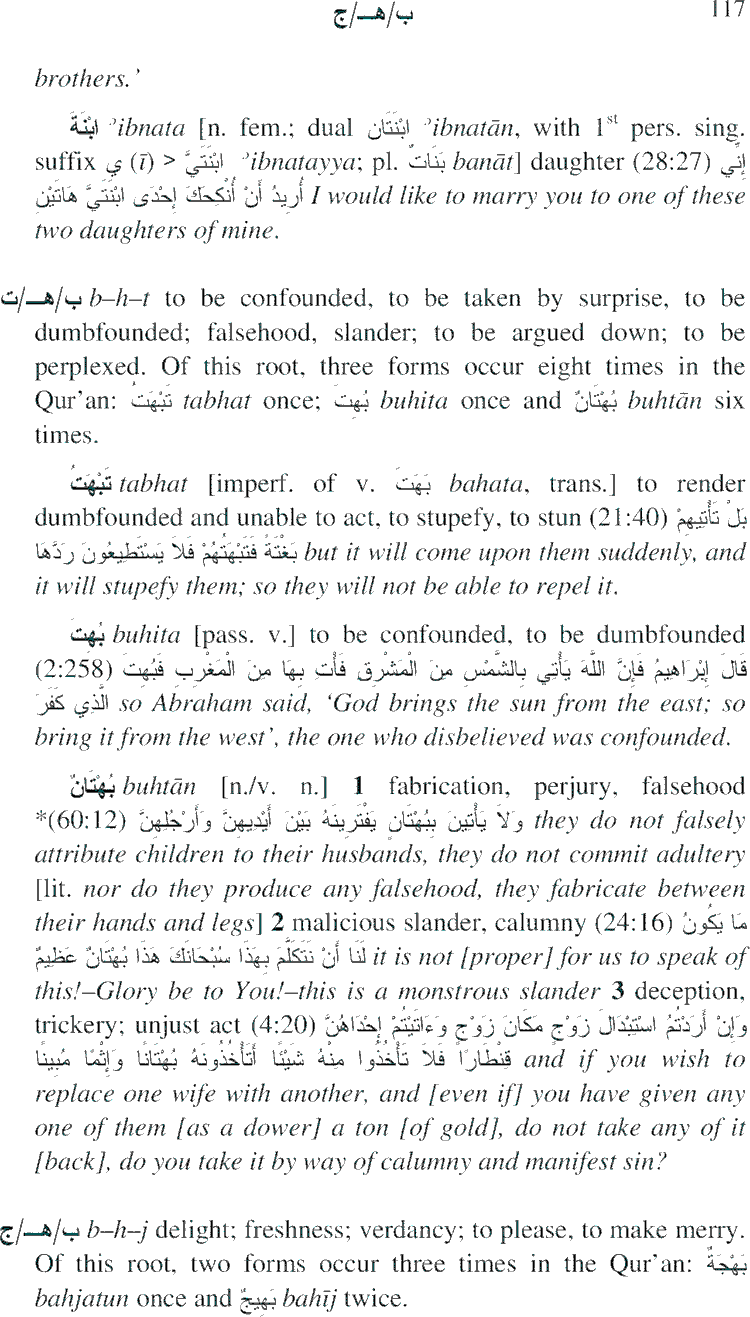 ب/هـ/ج 117
brothers.’
ابْنَةَ ʾibnata [n. fem.; dual ابْنَتَان ʾibnatān, with 1st pers. sing.
suffix ي (ī) > ابْنَتَيَّ ʾibnatayya; pl. بَنَاتٌ banāt] daughter (28:27) إِنِّي
أُرِيدُ أَنْ أُنْكِحَكَ إِحْدَى ابْنَتَيَّ هَاتَيْنِ I would like to marry you to one of these
two daughters of mine.
ب/هـ/ت b–h–t to be confounded, to be taken by surprise, to be
dumbfounded; falsehood, slander; to be argued down; to be
perplexed. Of this root, three forms occur eight times in the
Qur’an: تَبْهَتُ tabhat once; بُهِتَ buhita once and بُهْتَانٌ buhtān six
times.
تَبْهَتُ tabhat [imperf. of v. بَهَتَ bahata, trans.] to render
dumbfounded and unable to act, to stupefy, to stun (21:40) بَلْ تَأْتِيهِمْ
بَغْتَةً فَتَبْهَتُهُمْ فَلاَ يَسْتَطِيعُونَ رَدَّهَا but it will come upon them suddenly, and
it will stupefy them; so they will not be able to repel it.
بُهِتَ buhita [pass. v.] to be confounded, to be dumbfounded
(2:258) قَالَ إِبْرَاهِيمُ فَإِنَّ اللَّهَ يَأْتِي بِالشَّمْسِ مِنَ الْمَشْرِقِ فَأْتِ بِهَا مِنَ الْمَغْرِبِ فَبُهِتَ
الَّذِي كَفَرَ so Abraham said, ‘God brings the sun from the east; so
bring it from the west’, the one who disbelieved was confounded.
بُهْتَانٌ buhtān [n./v. n.] 1 fabrication, perjury, falsehood
*(60:12) وَلاَ يَأْتِينَ بِبُهْتَانٍ يَفْتَرِينَهُ بَيْنَ أَيْدِيهِنَّ وَأَرْجُلِهِنَّ they do not falsely
attribute children to their husbands, they do not commit adultery
[lit. nor do they produce any falsehood, they fabricate between
their hands and legs] 2 malicious slander, calumny (24:16) مَا يَكُونُ
لَنَا أَنْ نَتَكَلَّمَ بِهَذَا سُبْحَانَكَ هَذَا بُهْتَانٌ عَظِيمٌ it is not [proper] for us to speak of
this!–Glory be to You!–this is a monstrous slander 3 deception,
trickery; unjust act (4:20) وَإِنْ أَرَدْتُمُ اسْتِبْدَالَ زَوْجٍ مَكَانَ زَوْجٍ وَءَاتَيْتُمْ إِحْدَاهُنَّ
قِنْطَارًا فَلاَ تَأْخُذُوا مِنْهُ شَيْئًا أَتَأْخُذُونَهُ بُهْتَانًا وَإِثْمًا مُبِينًا and if you wish to
replace one wife with another, and [even if] you have given any
one of them [as a dower] a ton [of gold], do not take any of it
[back], do you take it by way of calumny and manifest sin?
ب/هـ/ج b–h–j delight; freshness; verdancy; to please, to make merry.
Of this root, two forms occur three times in the Qur’an: بَهْجَةٌ
bahjatun once and بَهِيجٌ bahīj twice.